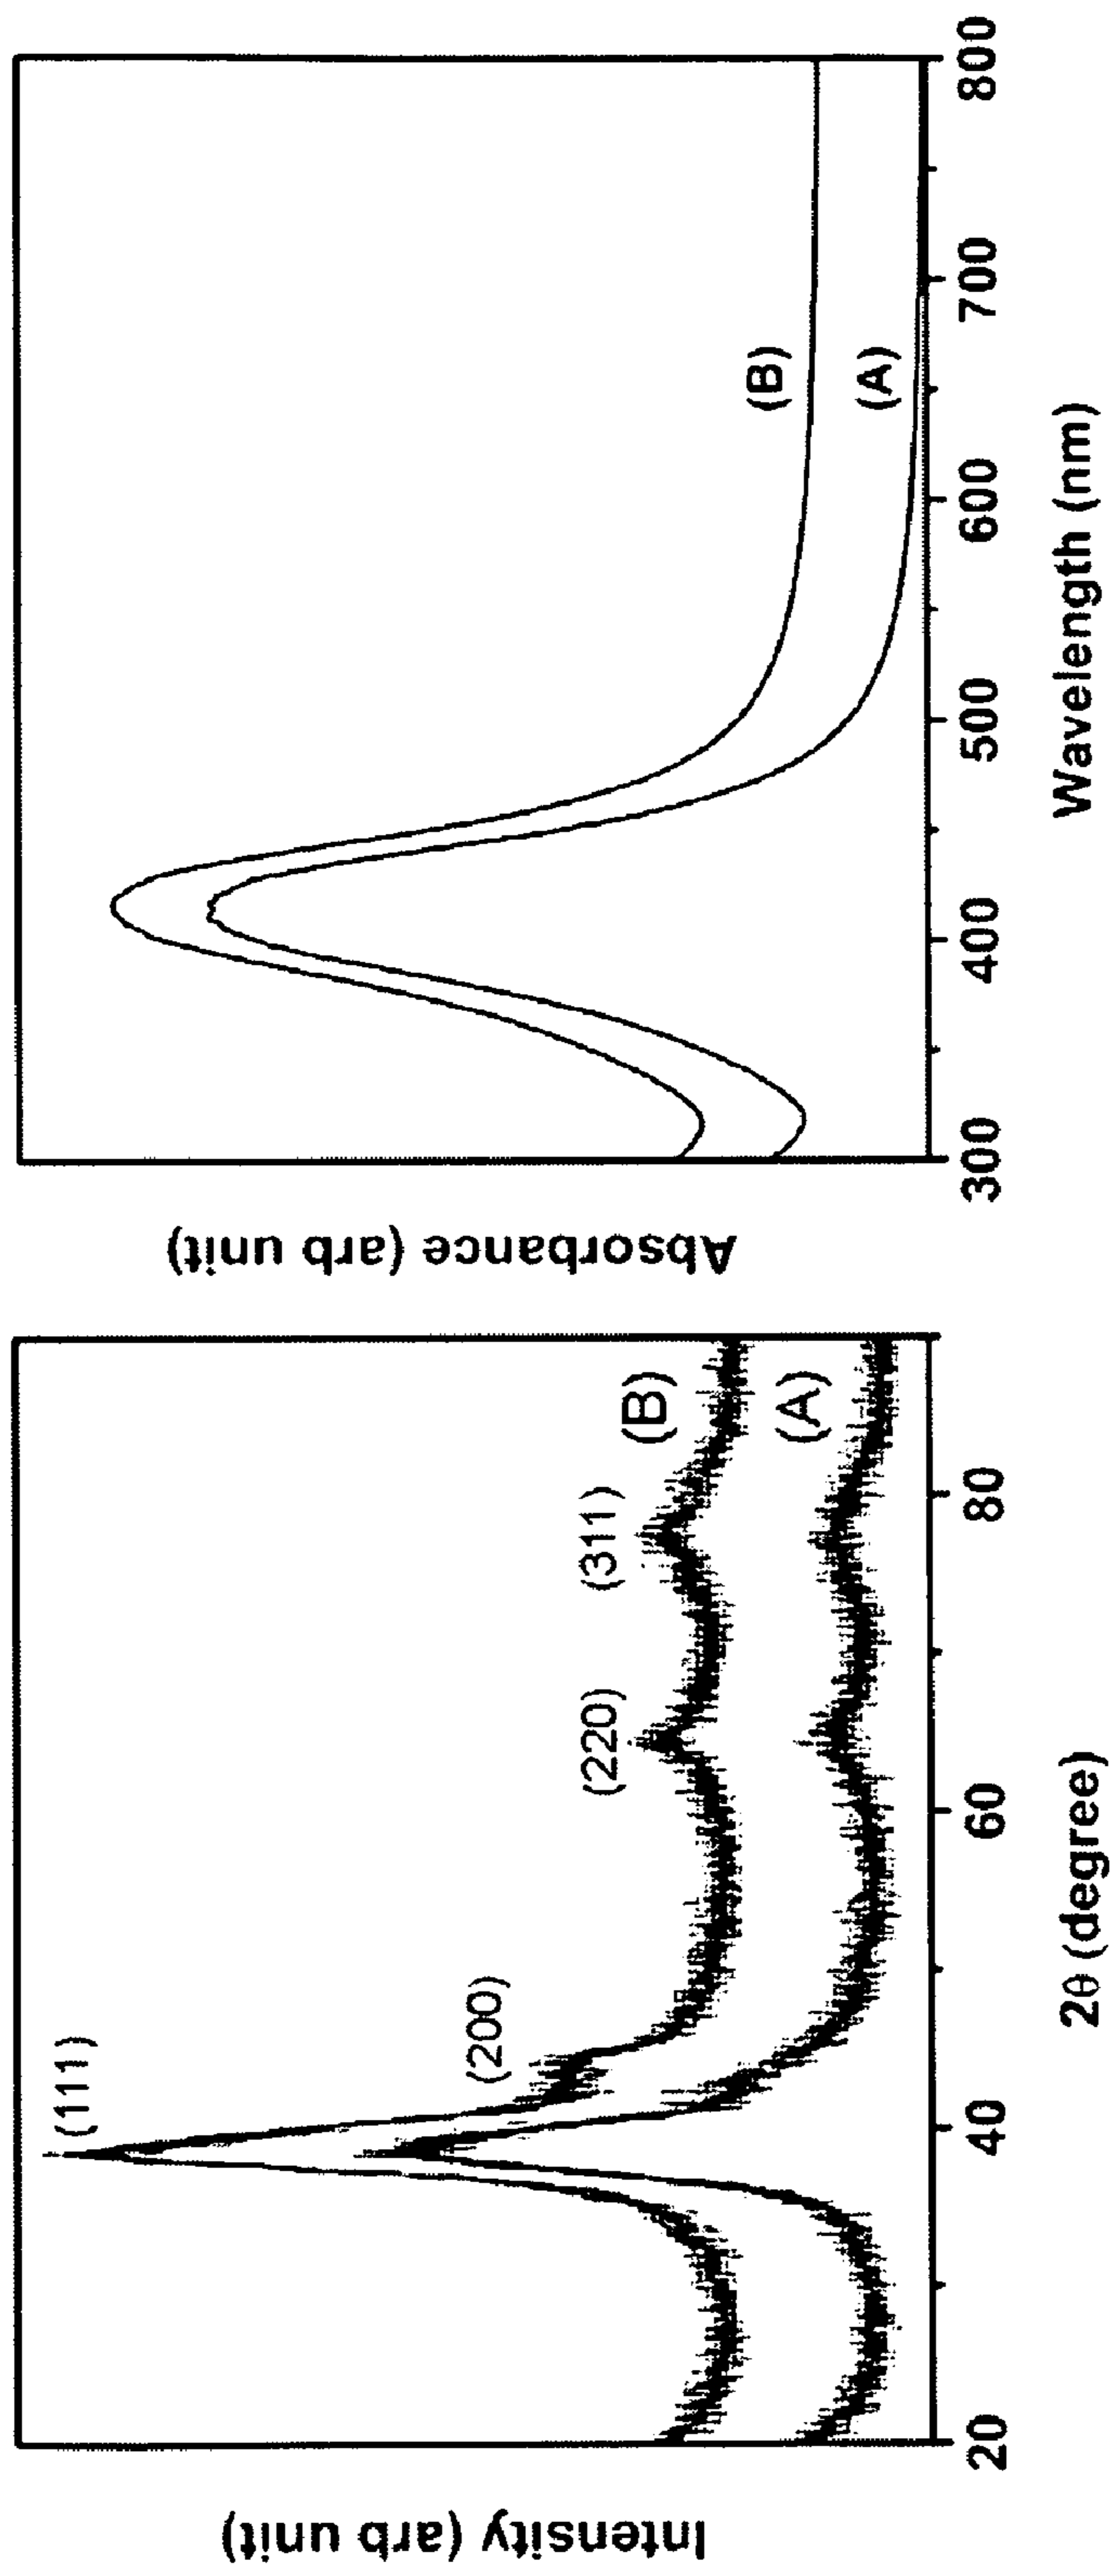 Intensity (arb unit)
(111)
(200)
(220)
(311)
(B)
(A)
20
40
60
80
2θ (degree)
Absorbance (arb unit)
(B)
(A)
300
400
500
600
700
800
Wavelength (nm)